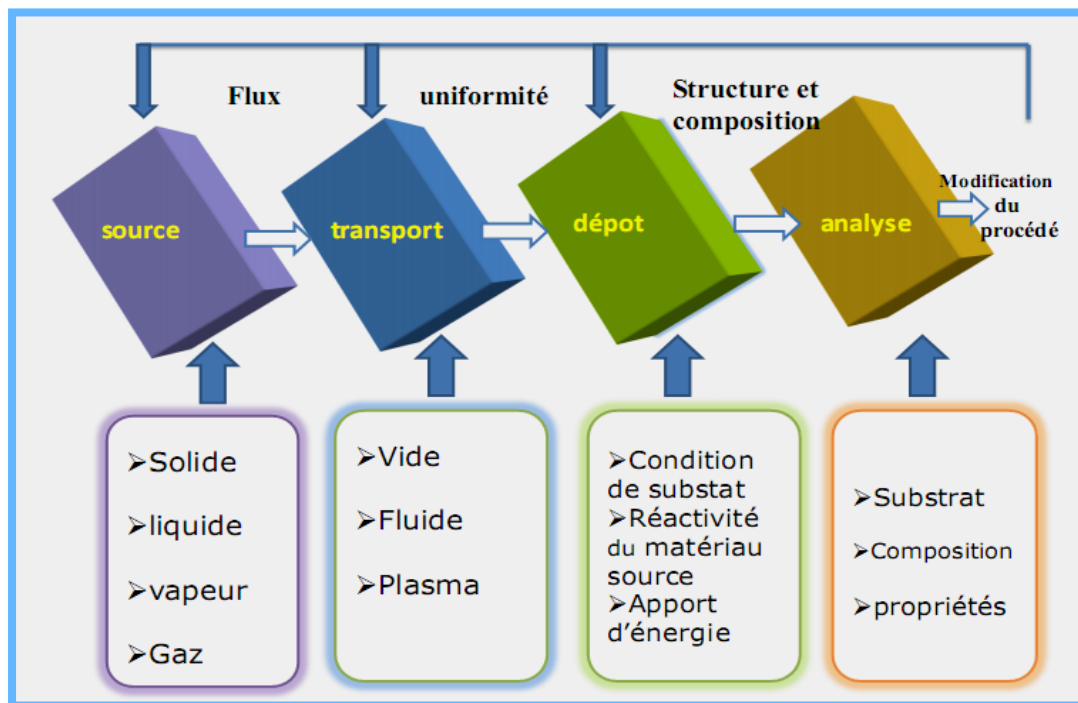 Flux
uniformité
Structure et
composition
source
transport
dépot
analyse
Modification
du
procédé
➢Solide
➢liquide
➢vapeur
➢Gaz
➢Vide
➢Fluide
➢Plasma
➢Condition
de substat
➢Réactivité
du matériau
source
➢Apport
d’énergie
➢Substrat
➢Composition
➢propriétés